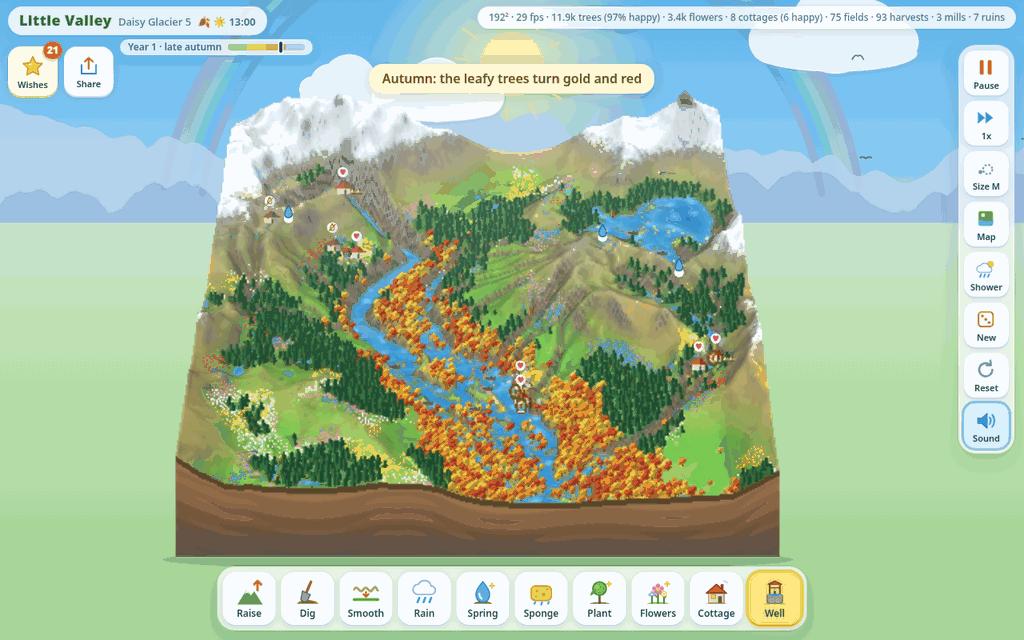 Little Valley Daisy Glacier 5 13:00
192² · 29 fps · 11.9k trees (97% happy) · 3.4k flowers · 8 cottages (6 happy) · 75 fields · 93 harvests · 3 mills · 7 ruins
Year 1 · late autumn
21
Wishes
Share
Autumn: the leafy trees turn gold and red
Pause
1x
Size M
Map
Shower
New
Reset
Sound
Raise
Dig
Smooth
Rain
Spring
Sponge
Plant
Flowers
Cottage
Well